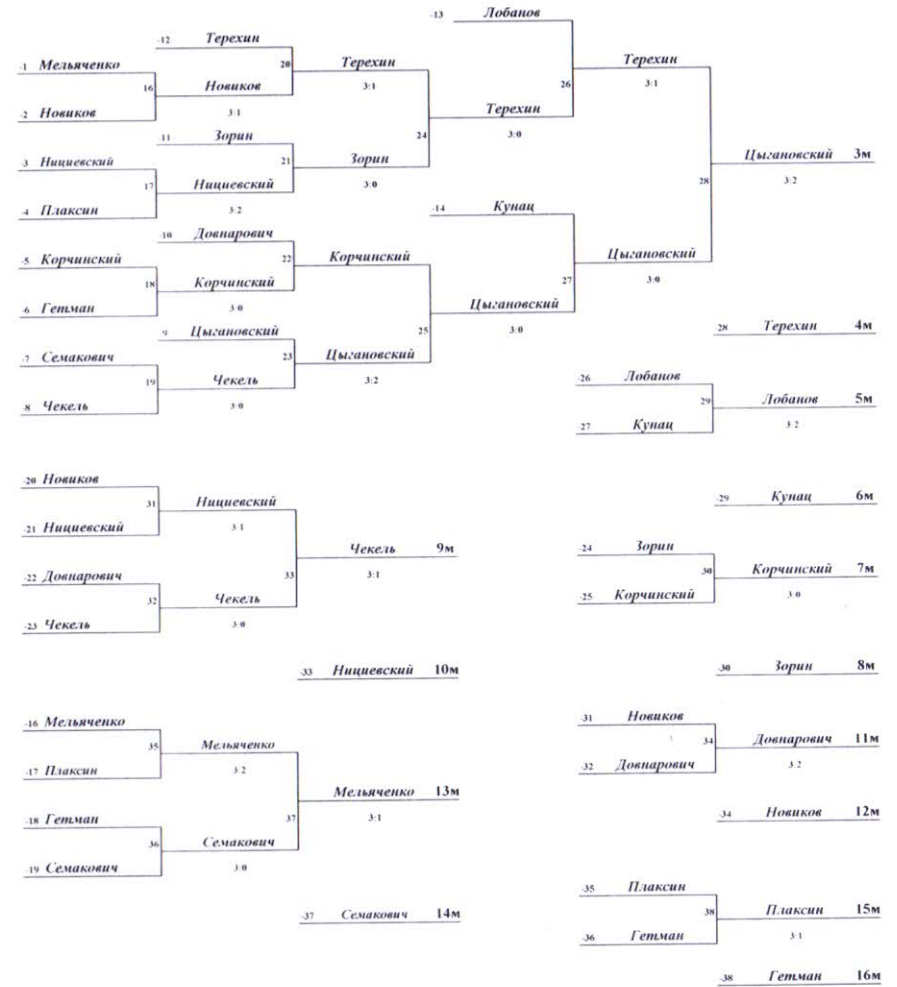 -13 Лобанов
-12 Терехин
-1 Мельяченко
20 Терехин
Терехин
16 Новиков
3:1
26
3:1
-2 Новиков
3:1
Терехин
-11 Зорин
24
3:0
21 Зорин
Цыгановский 3м
-3 Нициевский
17 Нициевский
3:0
28
3:2
-4 Плаксин
3:2
-14 Кунац
-10 Довнарович
-5 Корчинский
22 Корчинский
Цыгановский
18 Корчинский
27
3:0
-6 Гетман
3:0
Цыгановский
9 Цыгановский
25
3:0
28 Терехин 4м
-7 Семакович
23 Цыгановский
19 Чекель
3:2
-26 Лобанов
-8 Чекель
3:0
29 Лобанов 5м
-27 Кунац
3:2
-20 Новиков
31 Нициевский
-29 Кунац 6м
-21 Нициевский
3:1
Чекель 9м
-24 Зорин
-22 Довнарович
33
3:1
30 Корчинский 7м
32 Чекель
-25 Корчинский
3:0
-23 Чекель
3:0
-33 Нициевский 10м
-30 Зорин 8м
-16 Мельяченко
-31 Новиков
35 Мельяченко
34 Довнарович 11м
-17 Плаксин
3:2
-32 Довнарович
3:2
Мельяченко 13м
-18 Гетман
37
3:1
-34 Новиков 12м
36 Семакович
-19 Семакович
3:0
-35 Плаксин
-37 Семакович 14м
38 Плаксин 15м
-36 Гетман
3:1
-38 Гетман 16м